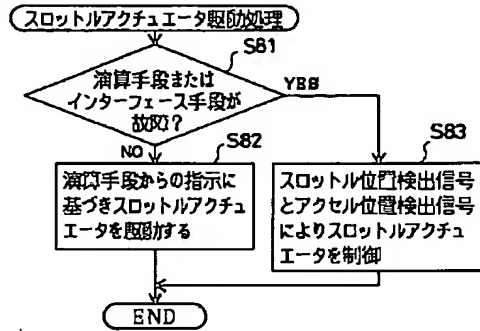 スロットルアクチュエータ駆動処理
S81
演算手段または
インターフェース手段が
故障?
YES
NO
S82
演算手段からの指示に
基づきスロットルアクチュ
エータを駆動する
S83
スロットル位置検出信号
とアクセル位置検出信号
によりスロットルアクチュ
エータを制御
END